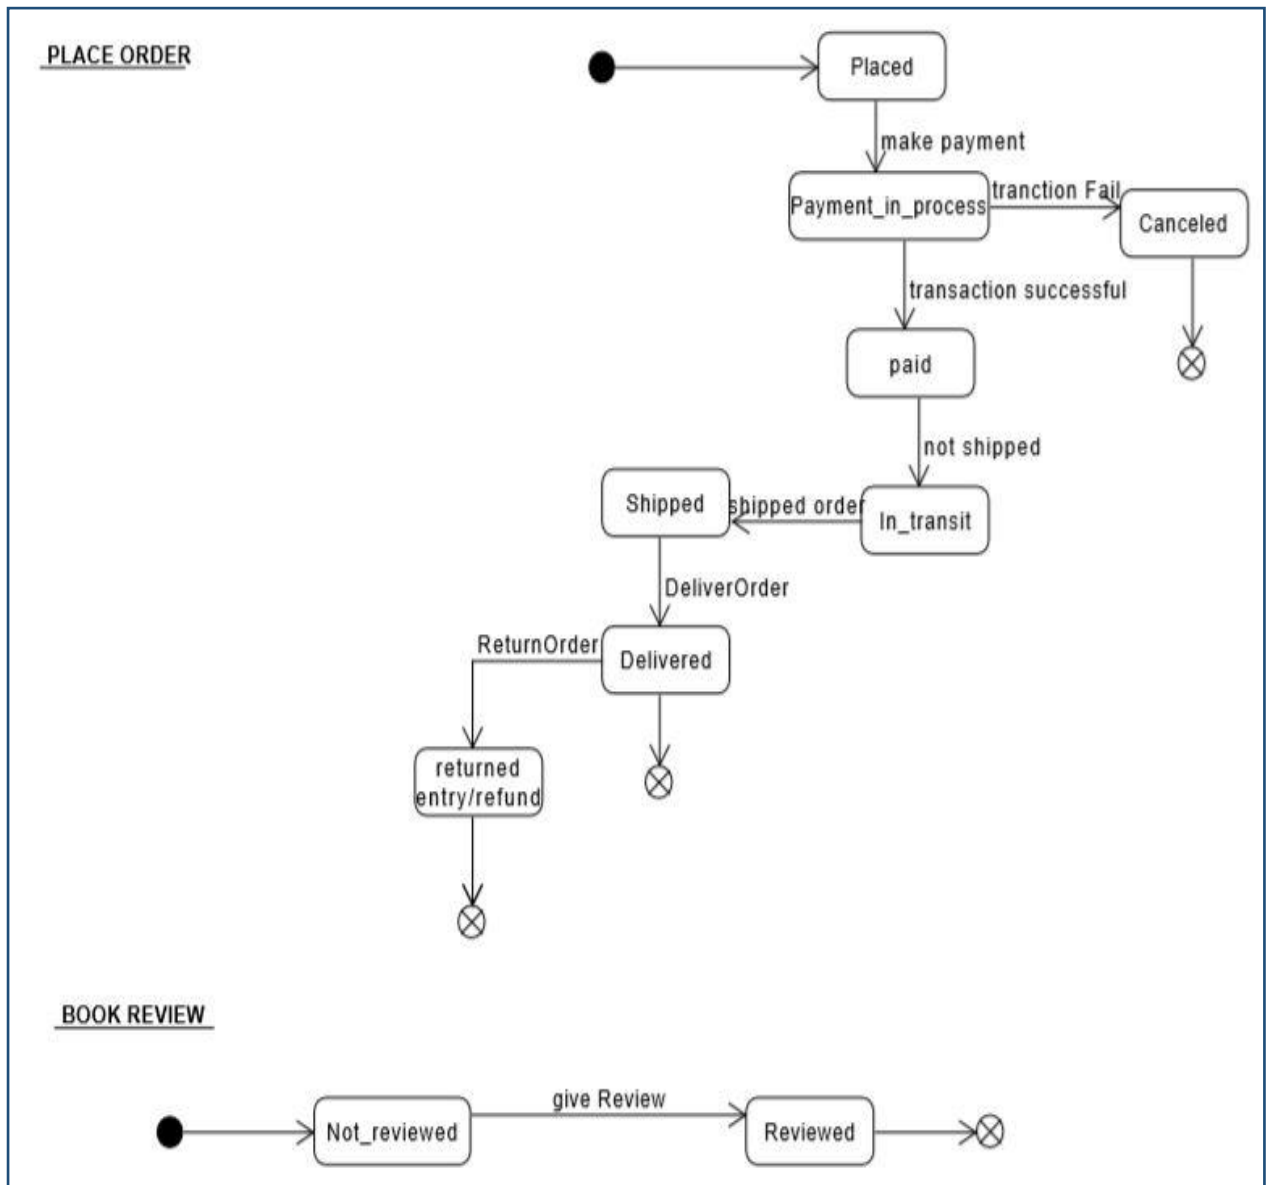 PLACE ORDER
Placed
make payment
Payment_in_process
tranction Fail
Canceled
transaction successful
paid
not shipped
Shipped
shipped order
In_transit
DeliverOrder
ReturnOrder
Delivered
returned
entry/refund
BOOK REVIEW
give Review
Not_reviewed
Reviewed